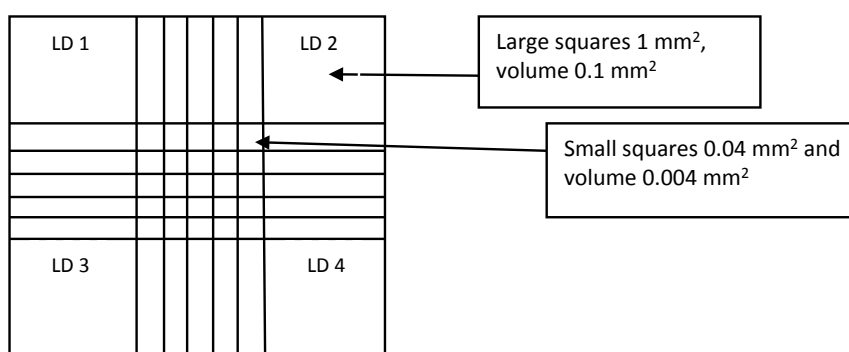 LD 1
LD 2
Large squares 1 mm²,
volume 0.1 mm²
Small squares 0.04 mm² and
volume 0.004 mm²
LD 3
LD 4